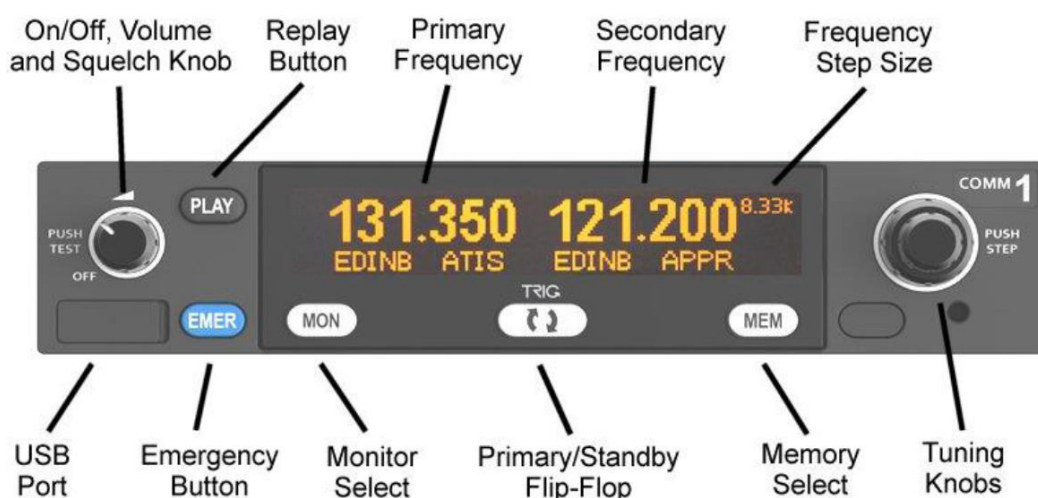 On/Off, Volume
and Squelch Knob
Replay
Button
Primary
Frequency
Secondary
Frequency
Frequency
Step Size
PUSH
TEST
OFF
PLAY
131.350
EDINB ATIS
121.200
EDINB APPR
8.33k
COMM 1
PUSH
STEP
TRIG
EMER
MON
MEM
USB
Port
Emergency
Button
Monitor
Select
Primary/Standby
Flip-Flop
Memory
Select
Tuning
Knobs